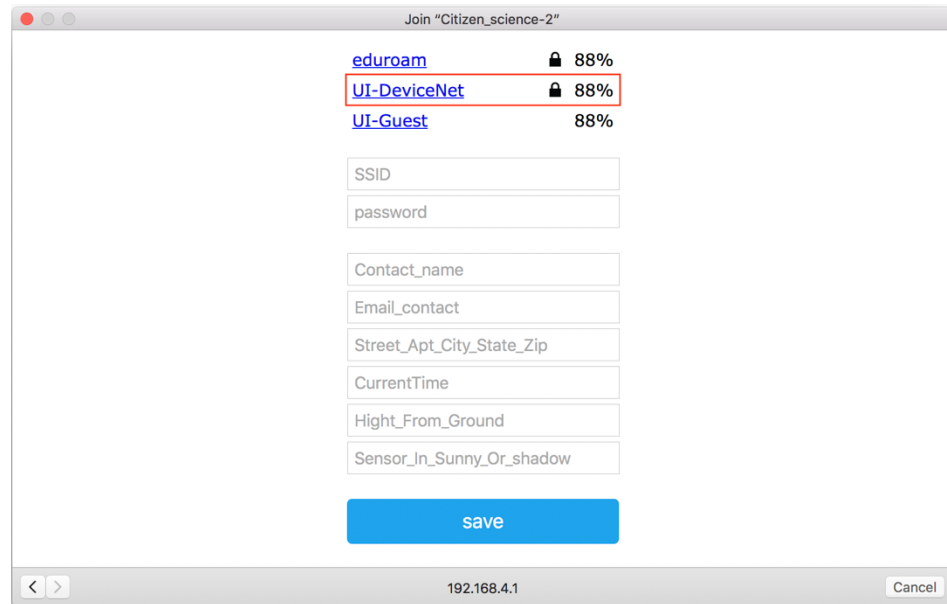 Join “Citizen_science-2”
eduroam 88%
UI-DeviceNet 88%
UI-Guest 88%
SSID
password
Contact_name
Email_contact
Street_Apt_City_State_Zip
CurrentTime
Hight_From_Ground
Sensor_In_Sunny_Or_shadow
save
< > 192.168.4.1 Cancel